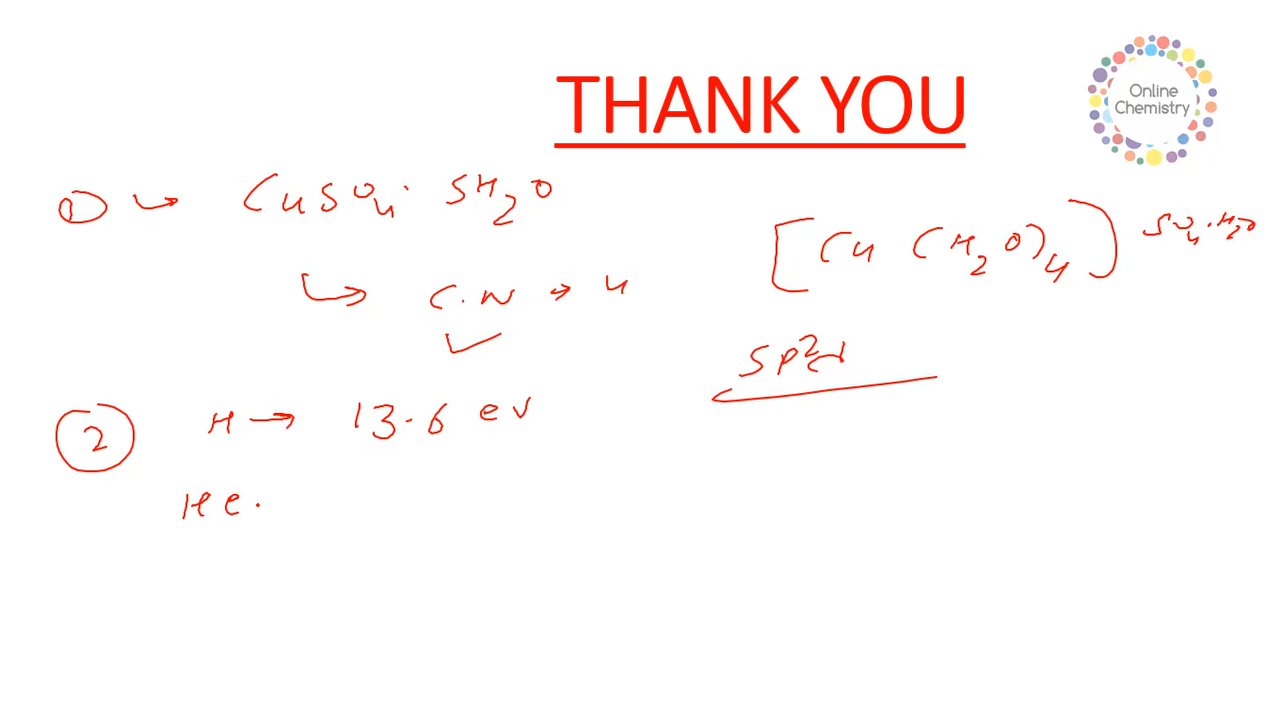 THANK YOU
Online
Chemistry
① → CuSO4 · 5H2O
[Cu (H2O)4] SO4·H2O
↳ C.N → 4
sp2d
② H → 13.6 ev
He.